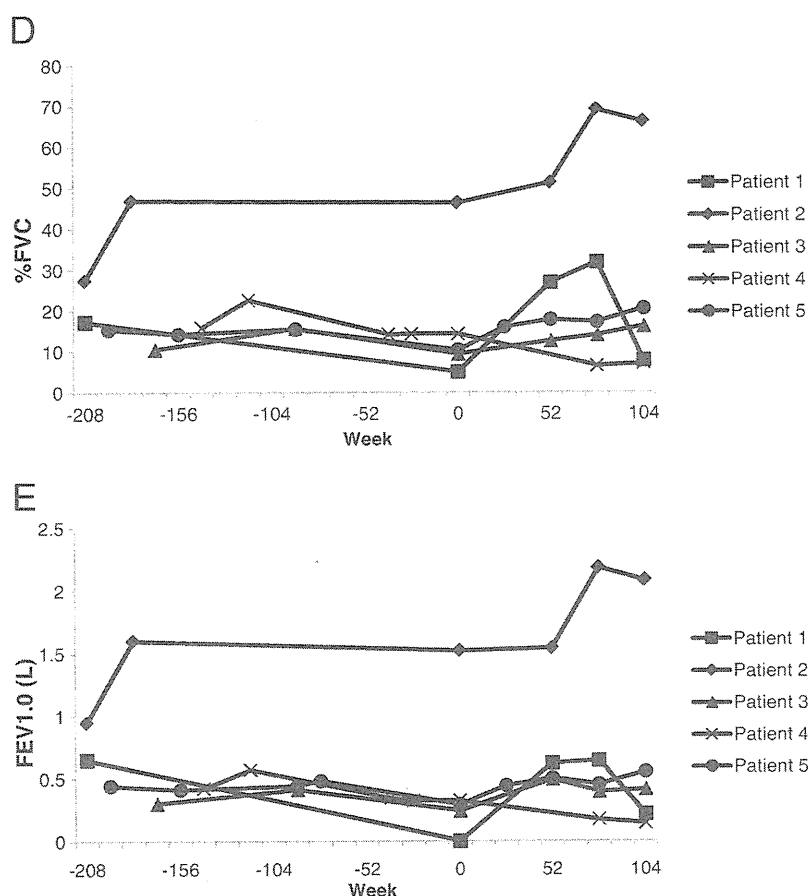 D
80
70
60
50
40
30
20
10
0
%FVC
-208 -156 -104 -52 0 52 104
Week
Patient 1
Patient 2
Patient 3
Patient 4
Patient 5
E
2.5
2
1.5
1
0.5
0
FEV1.0 (L)
-208 -156 -104 -52 0 52 104
Week
Patient 1
Patient 2
Patient 3
Patient 4
Patient 5